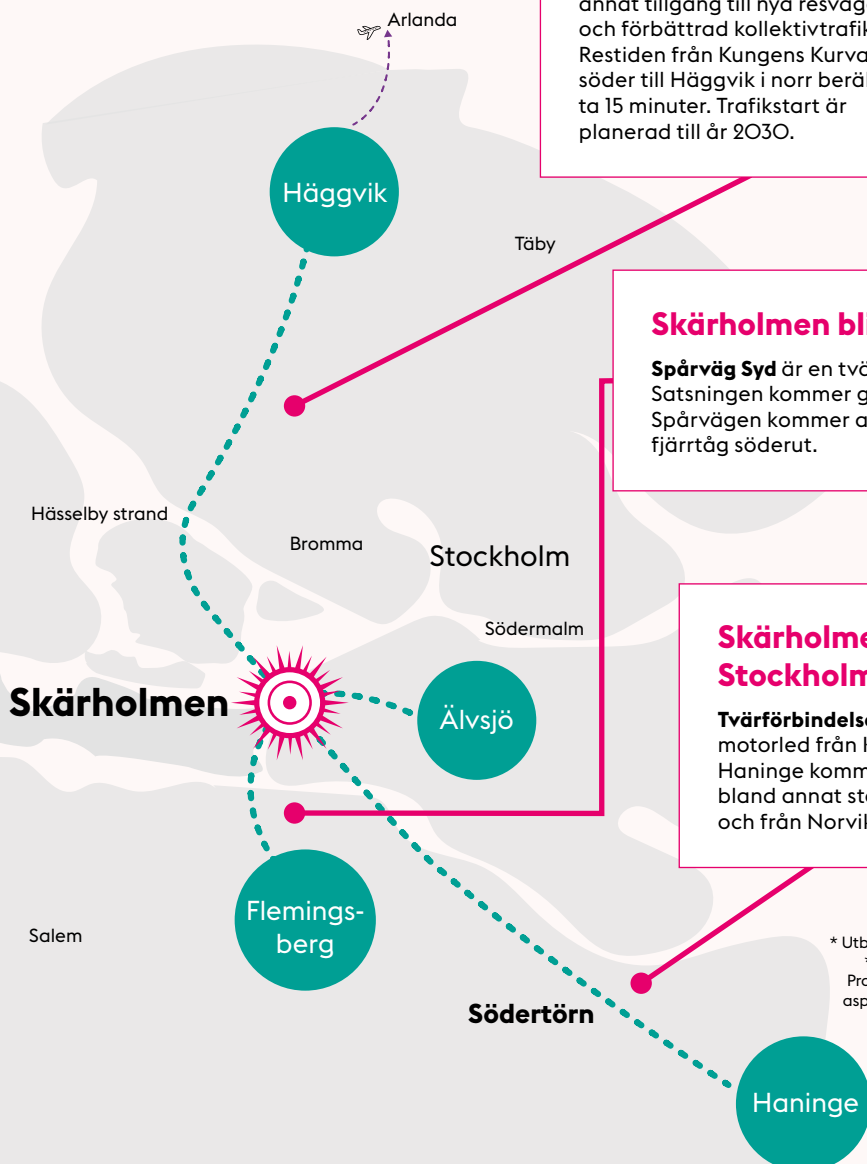 annat tillgång till nya resväg
och förbättrad kollektivtrafik
Restiden från Kungens Kurva
söder till Häggvik i norr berä
ta 15 minuter. Trafikstart är
planerad till år 2030.
Arlanda
Häggvik
Täby
Skärholmen bli
Spårväg Syd är en tvä
Satsningen kommer g
Spårvägen kommer a
fjärrtåg söderut.
Hässelby strand
Bromma
Stockholm
Södermalm
Skärholmen
Älvsjö
Skärholme
Stockholm
Tvärförbindelse
motorled från H
Haninge komm
bland annat sto
och från Norvik
Flemings-
berg
Salem
* Utb
*
Pro
asp
Södertörn
Haninge